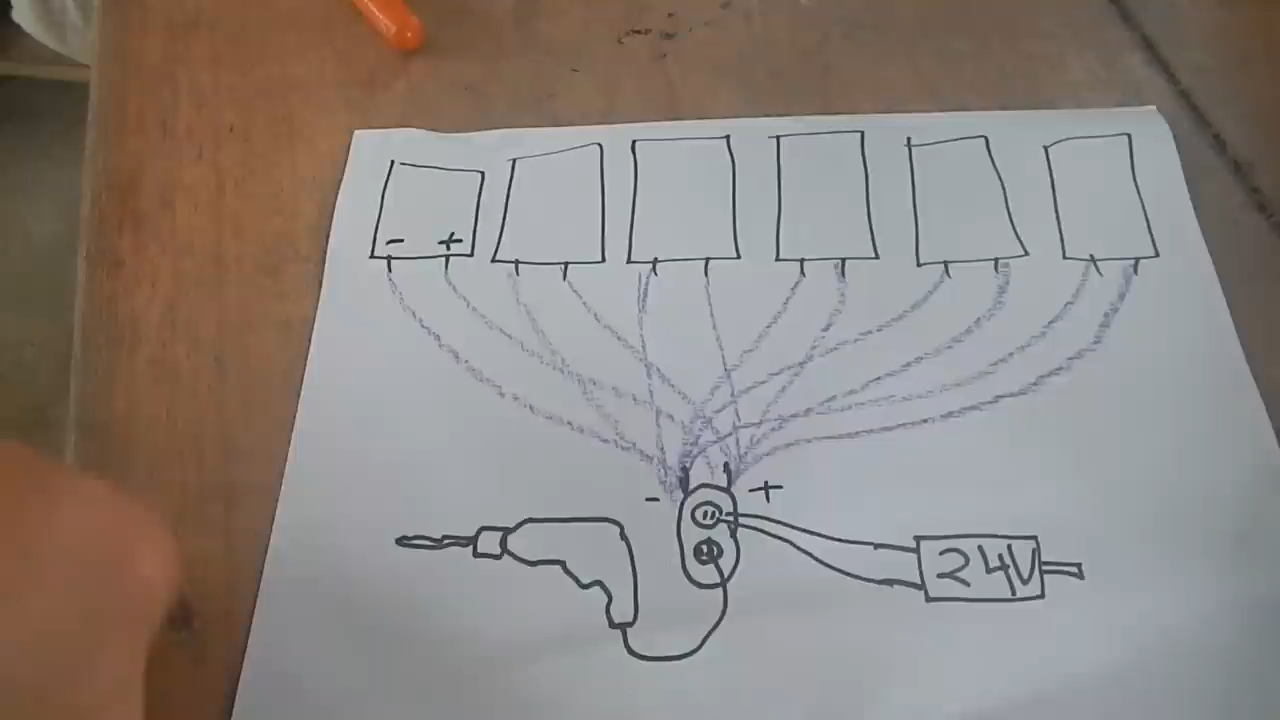 - +
- +
24V